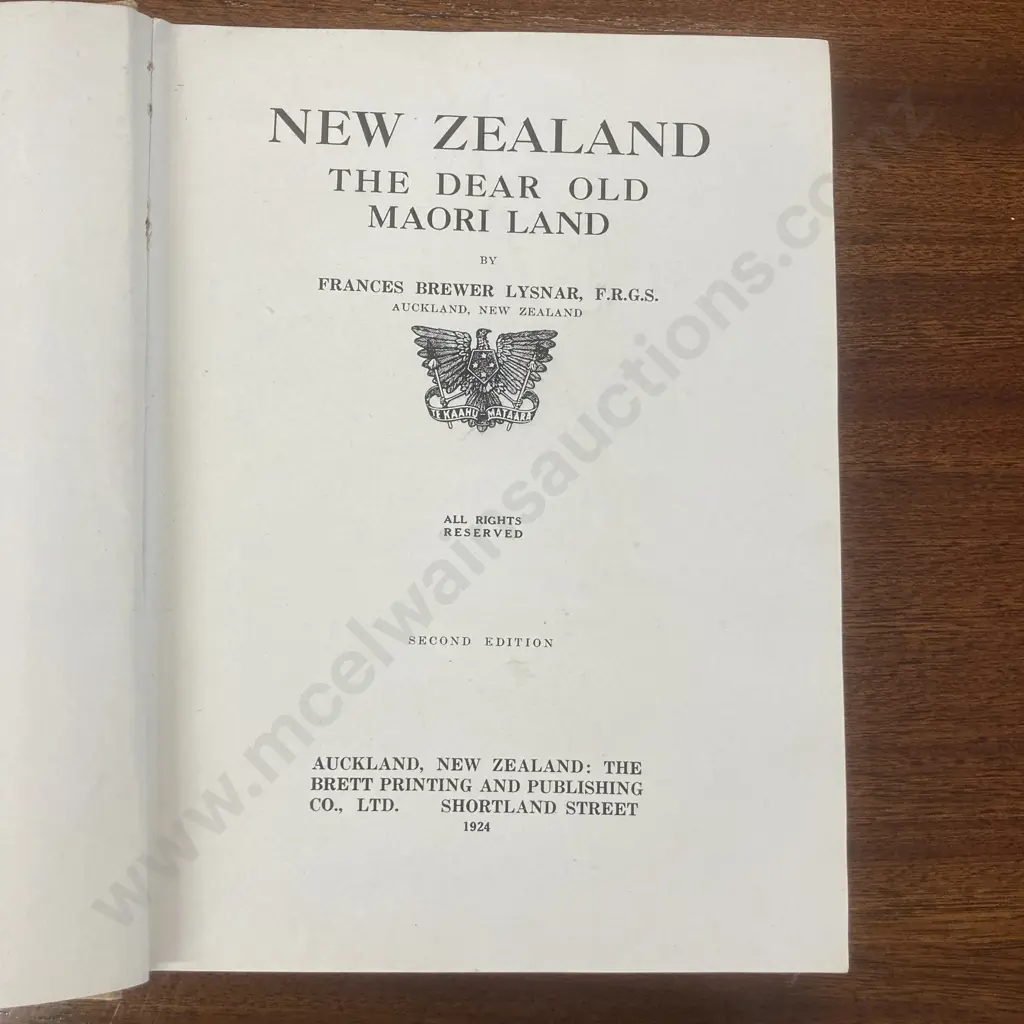 NEW ZEALAND
THE DEAR OLD
MAORI LAND
BY
FRANCES BREWER LYSNAR, F.R.G.S.
AUCKLAND, NEW ZEALAND
TE KAAHU MATAARA
ALL RIGHTS
RESERVED
SECOND EDITION
AUCKLAND, NEW ZEALAND: THE
BRETT PRINTING AND PUBLISHING
CO., LTD. SHORTLAND STREET
1924
www.mcelwainsauctions.co.nz